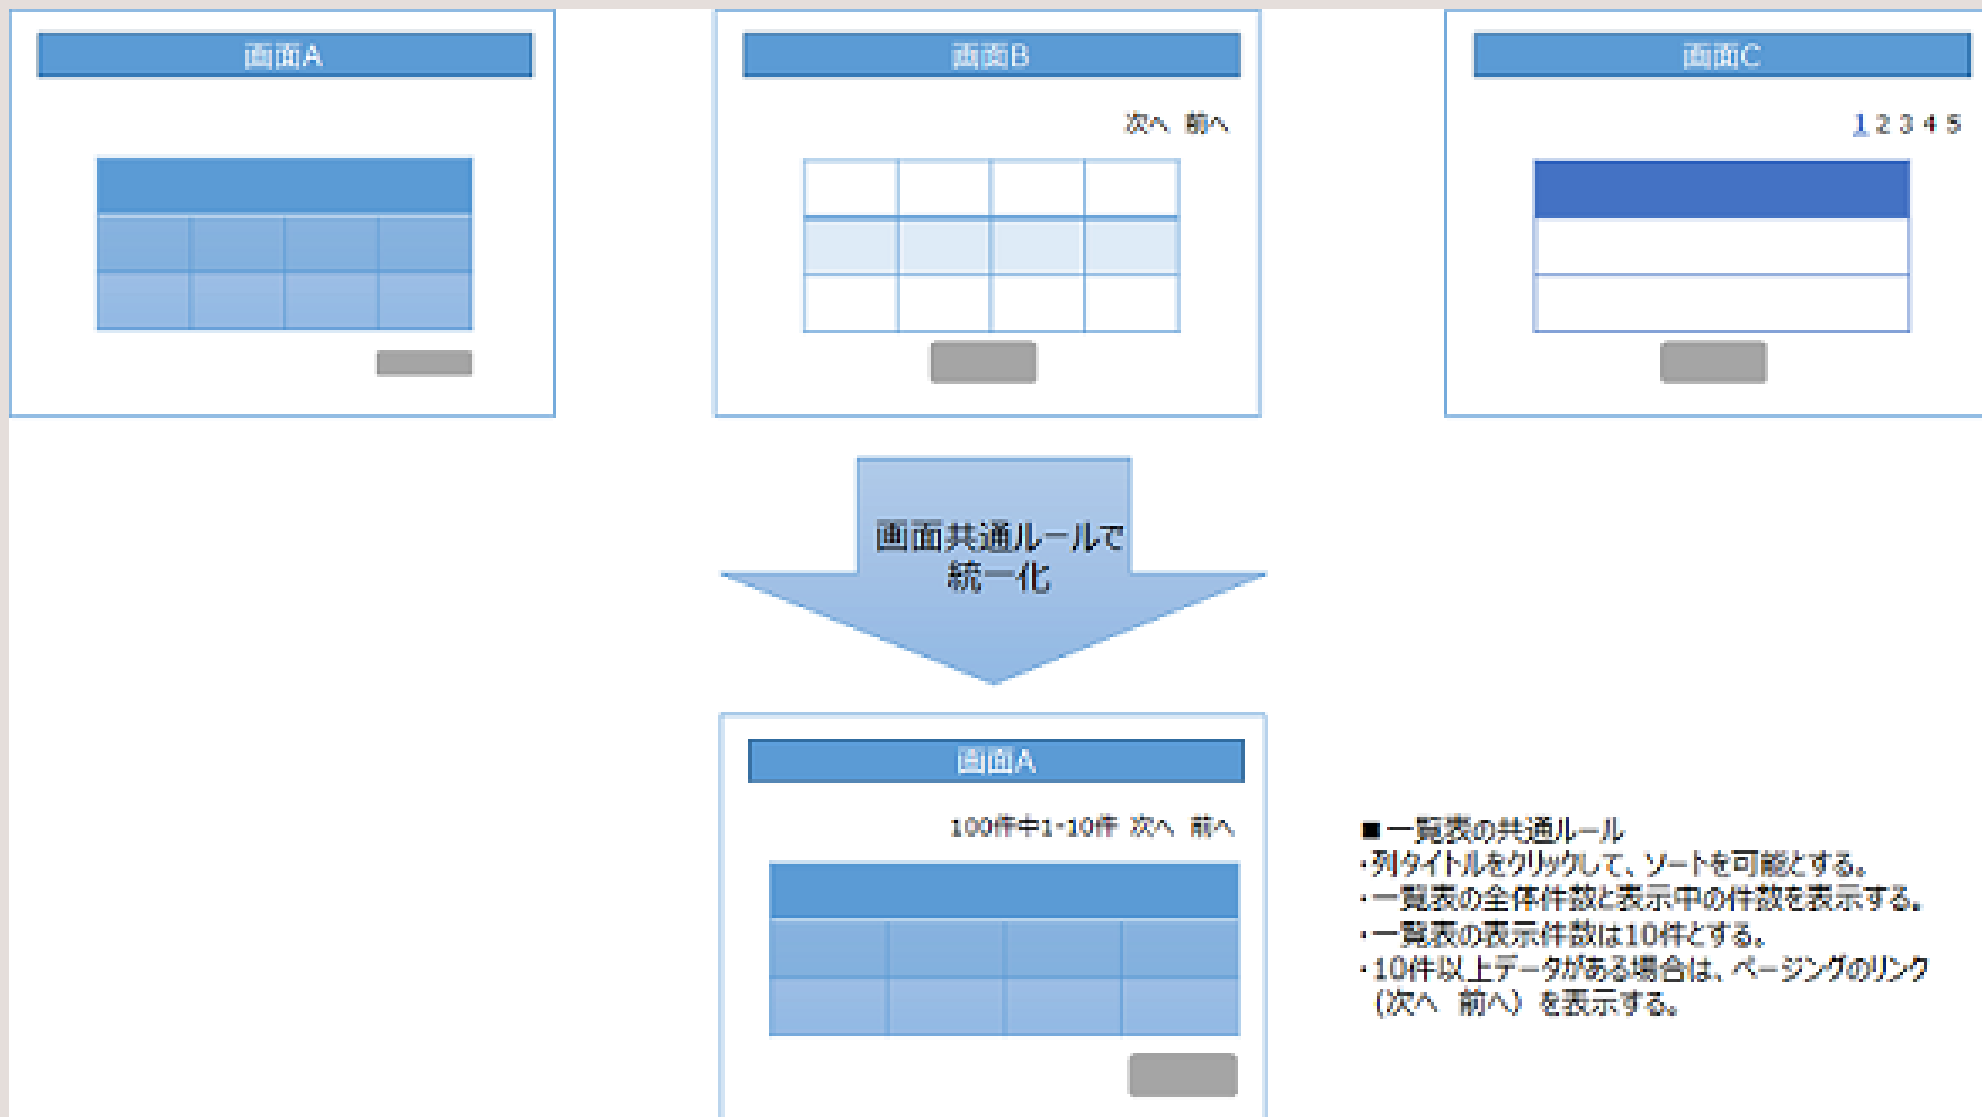 画面A
画面B
画面C
次へ 前へ
1 2 3 4 5
画面共通ルールで
統一化
画面A
100件中1-10件 次へ 前へ
■一覧表の共通ルール
・列タイトルをクリックして、ソートを可能とする。
・一覧表の全体件数と表示中の件数を表示する。
・一覧表の表示件数は10件とする。
・10件以上データがある場合は、ページングのリンク
(次へ 前へ) を表示する。